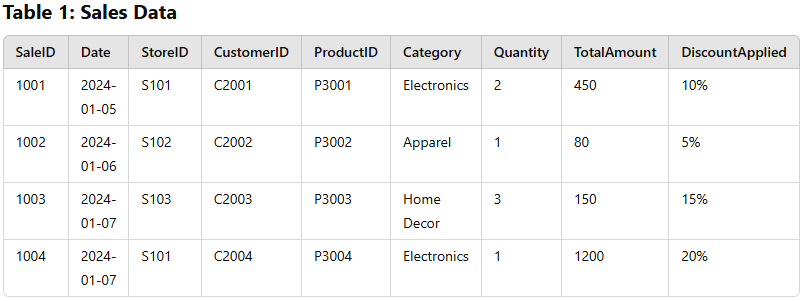 Table 1: Sales Data
SaleID Date StoreID CustomerID ProductID Category Quantity TotalAmount DiscountApplied
1001 2024-01-05 S101 C2001 P3001 Electronics 2 450 10%
1002 2024-01-06 S102 C2002 P3002 Apparel 1 80 5%
1003 2024-01-07 S103 C2003 P3003 Home Decor 3 150 15%
1004 2024-01-07 S101 C2004 P3004 Electronics 1 1200 20%